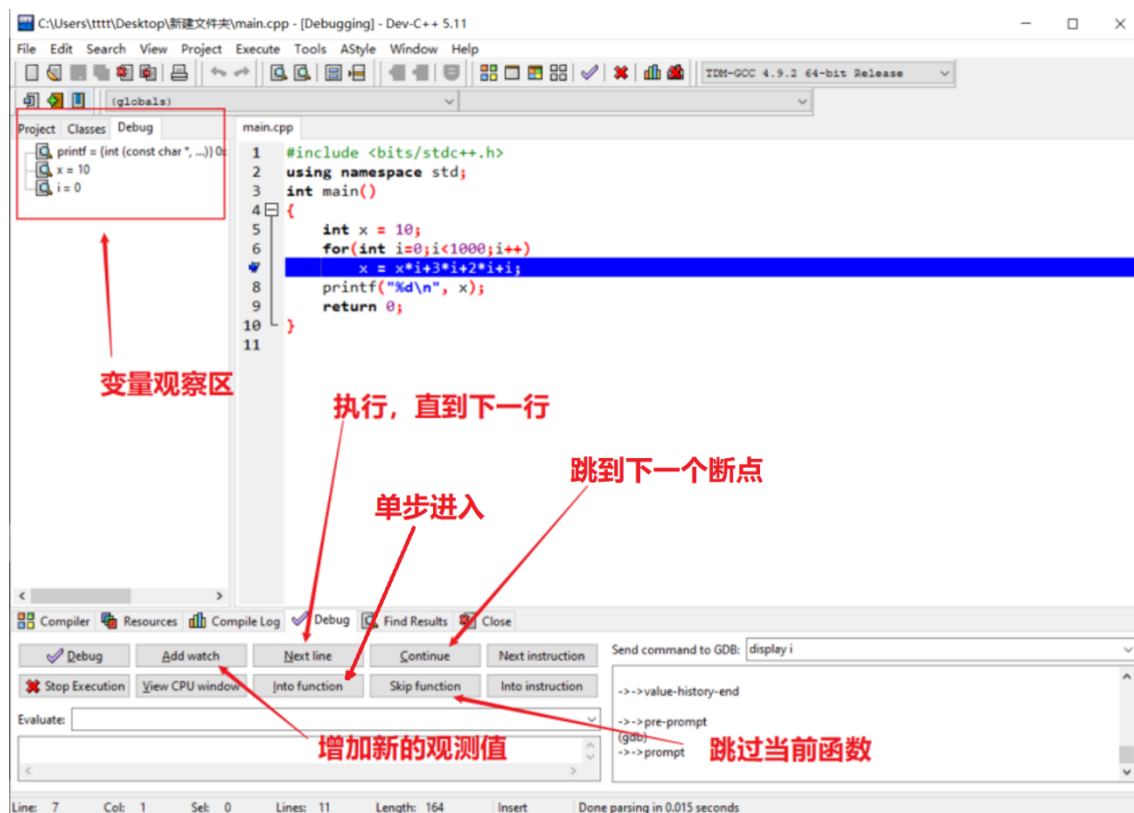 C:\Users\tttt\Desktop\新建文件夹\main.cpp - [Debugging] - Dev-C++ 5.11
File Edit Search View Project Execute Tools AStyle Window Help
TDM-GCC 4.9.2 64-bit Release
(globals)
Project Classes Debug
main.cpp
printf = {int (const char *, ...)} 0x
x = 10
i = 0
1 #include <bits/stdc++.h>
2 using namespace std;
3 int main()
4 {
5 int x = 10;
6 for(int i=0;i<1000;i++)
x = x*i+3*i+2*i+i;
8 printf("%d\n", x);
9 return 0;
10 }
11
变量观察区
执行，直到下一行
跳到下一个断点
单步进入
Compiler Resources Compile Log Debug Find Results Close
Debug Add watch Next line Continue Next instruction
Send command to GDB: display i
Stop Execution View CPU window Into function Skip function Into instruction
->->value-history-end
Evaluate:
->->pre-prompt
(gdb)
->->prompt
增加新的观测值
跳过当前函数
Line: 7 Col: 1 Sel: 0 Lines: 11 Length: 164 Insert Done parsing in 0.015 seconds